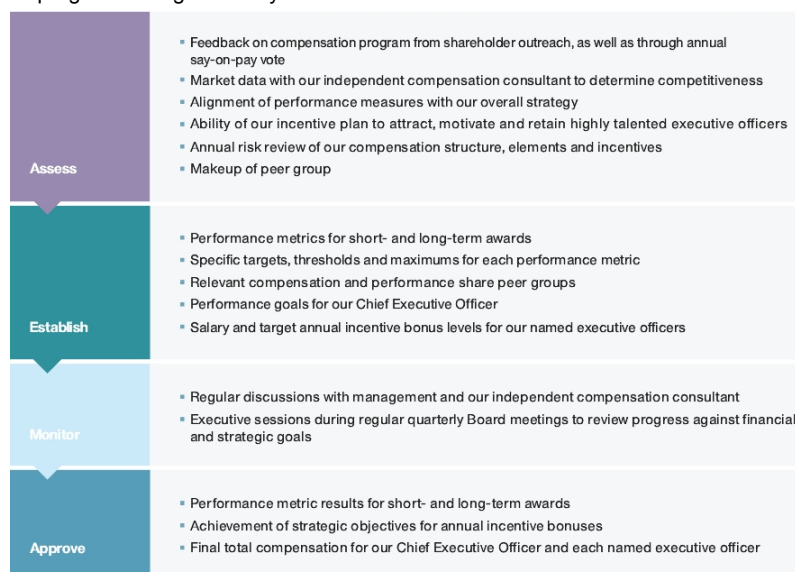 Feedback on compensation program from shareholder outreach, as well as through annual
say-on-pay vote
Market data with our independent compensation consultant to determine competitiveness
Alignment of performance measures with our overall strategy
Ability of our incentive plan to attract, motivate and retain highly talented executive officers
Annual risk review of our compensation structure, elements and incentives
Assess
Makeup of peer group
Performance metrics for short- and long-term awards
Specific targets, thresholds and maximums for each performance metric
Relevant compensation and performance share peer groups
Performance goals for our Chief Executive Officer
Establish
Salary and target annual incentive bonus levels for our named executive officers
Regular discussions with management and our independent compensation consultant
Executive sessions during regular quarterly Board meetings to review progress against financial
Monitor
and strategic goals
Performance metric results for short- and long-term awards
Achievement of strategic objectives for annual incentive bonuses
Approve
Final total compensation for our Chief Executive Officer and each named executive officer